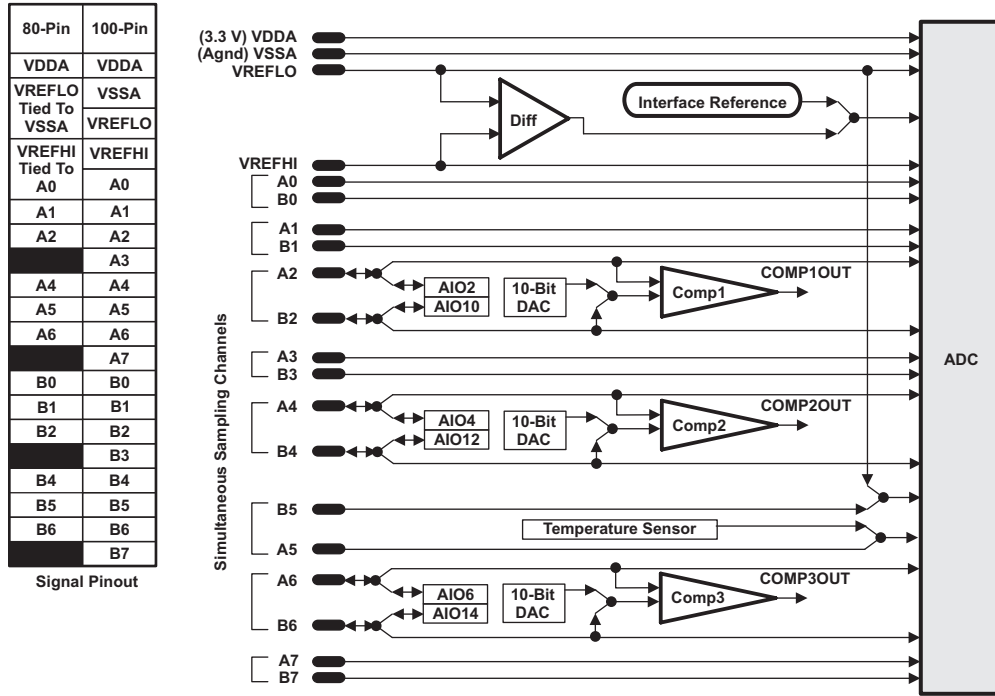 80-Pin 100-Pin
VDDA VDDA
VREFLO Tied To VSSA
VSSA
VREFLO
VREFHI Tied To A0
VREFHI
A0
A1 A1
A2 A2
A3
A4 A4
A5 A5
A6 A6
A7
B0 B0
B1 B1
B2 B2
B3
B4 B4
B5 B5
B6 B6
B7
Signal Pinout
(3.3 V) VDDA
(Agnd) VSSA
VREFLO
Diff
Interface Reference
VREFHI
A0
B0
A1
B1
A2
B2
AIO2
AIO10
10-Bit
DAC
Comp1
COMP1OUT
A3
B3
A4
B4
AIO4
AIO12
10-Bit
DAC
Comp2
COMP2OUT
B5
Temperature Sensor
A5
A6
B6
AIO6
AIO14
10-Bit
DAC
Comp3
COMP3OUT
A7
B7
Simultaneous Sampling Channels
ADC